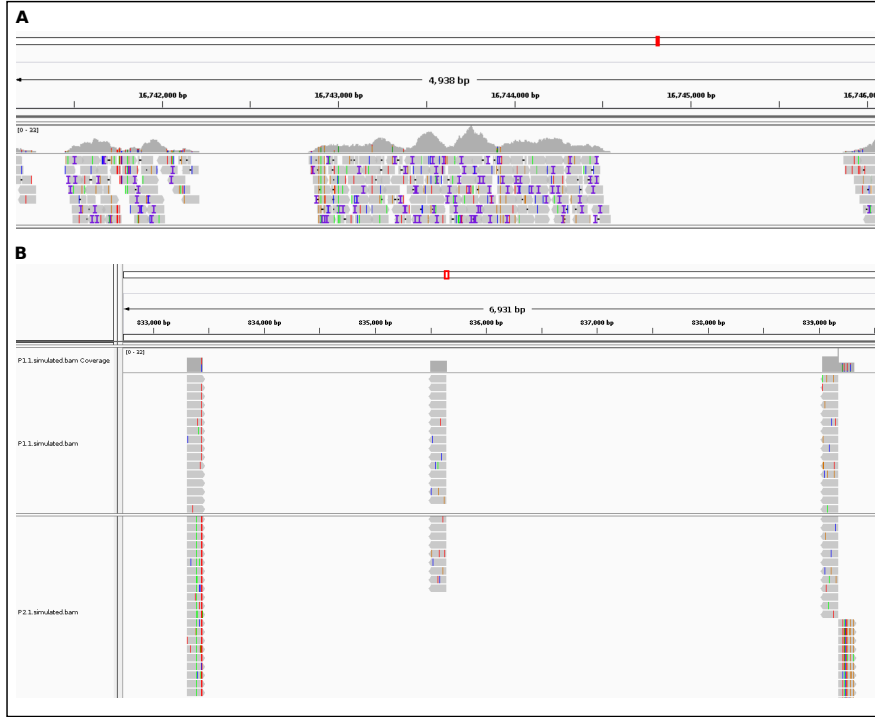 A
4,938 bp
16,742,000 bp 16,743,000 bp 16,744,000 bp 16,745,000 bp 16,746,0
[0 - 22]
B
6,931 bp
833,000 bp 834,000 bp 835,000 bp 836,000 bp 837,000 bp 838,000 bp 839,000 bp
P1.1.simulated.bam Coverage
P1.1.simulated.bam
P2.1.simulated.bam